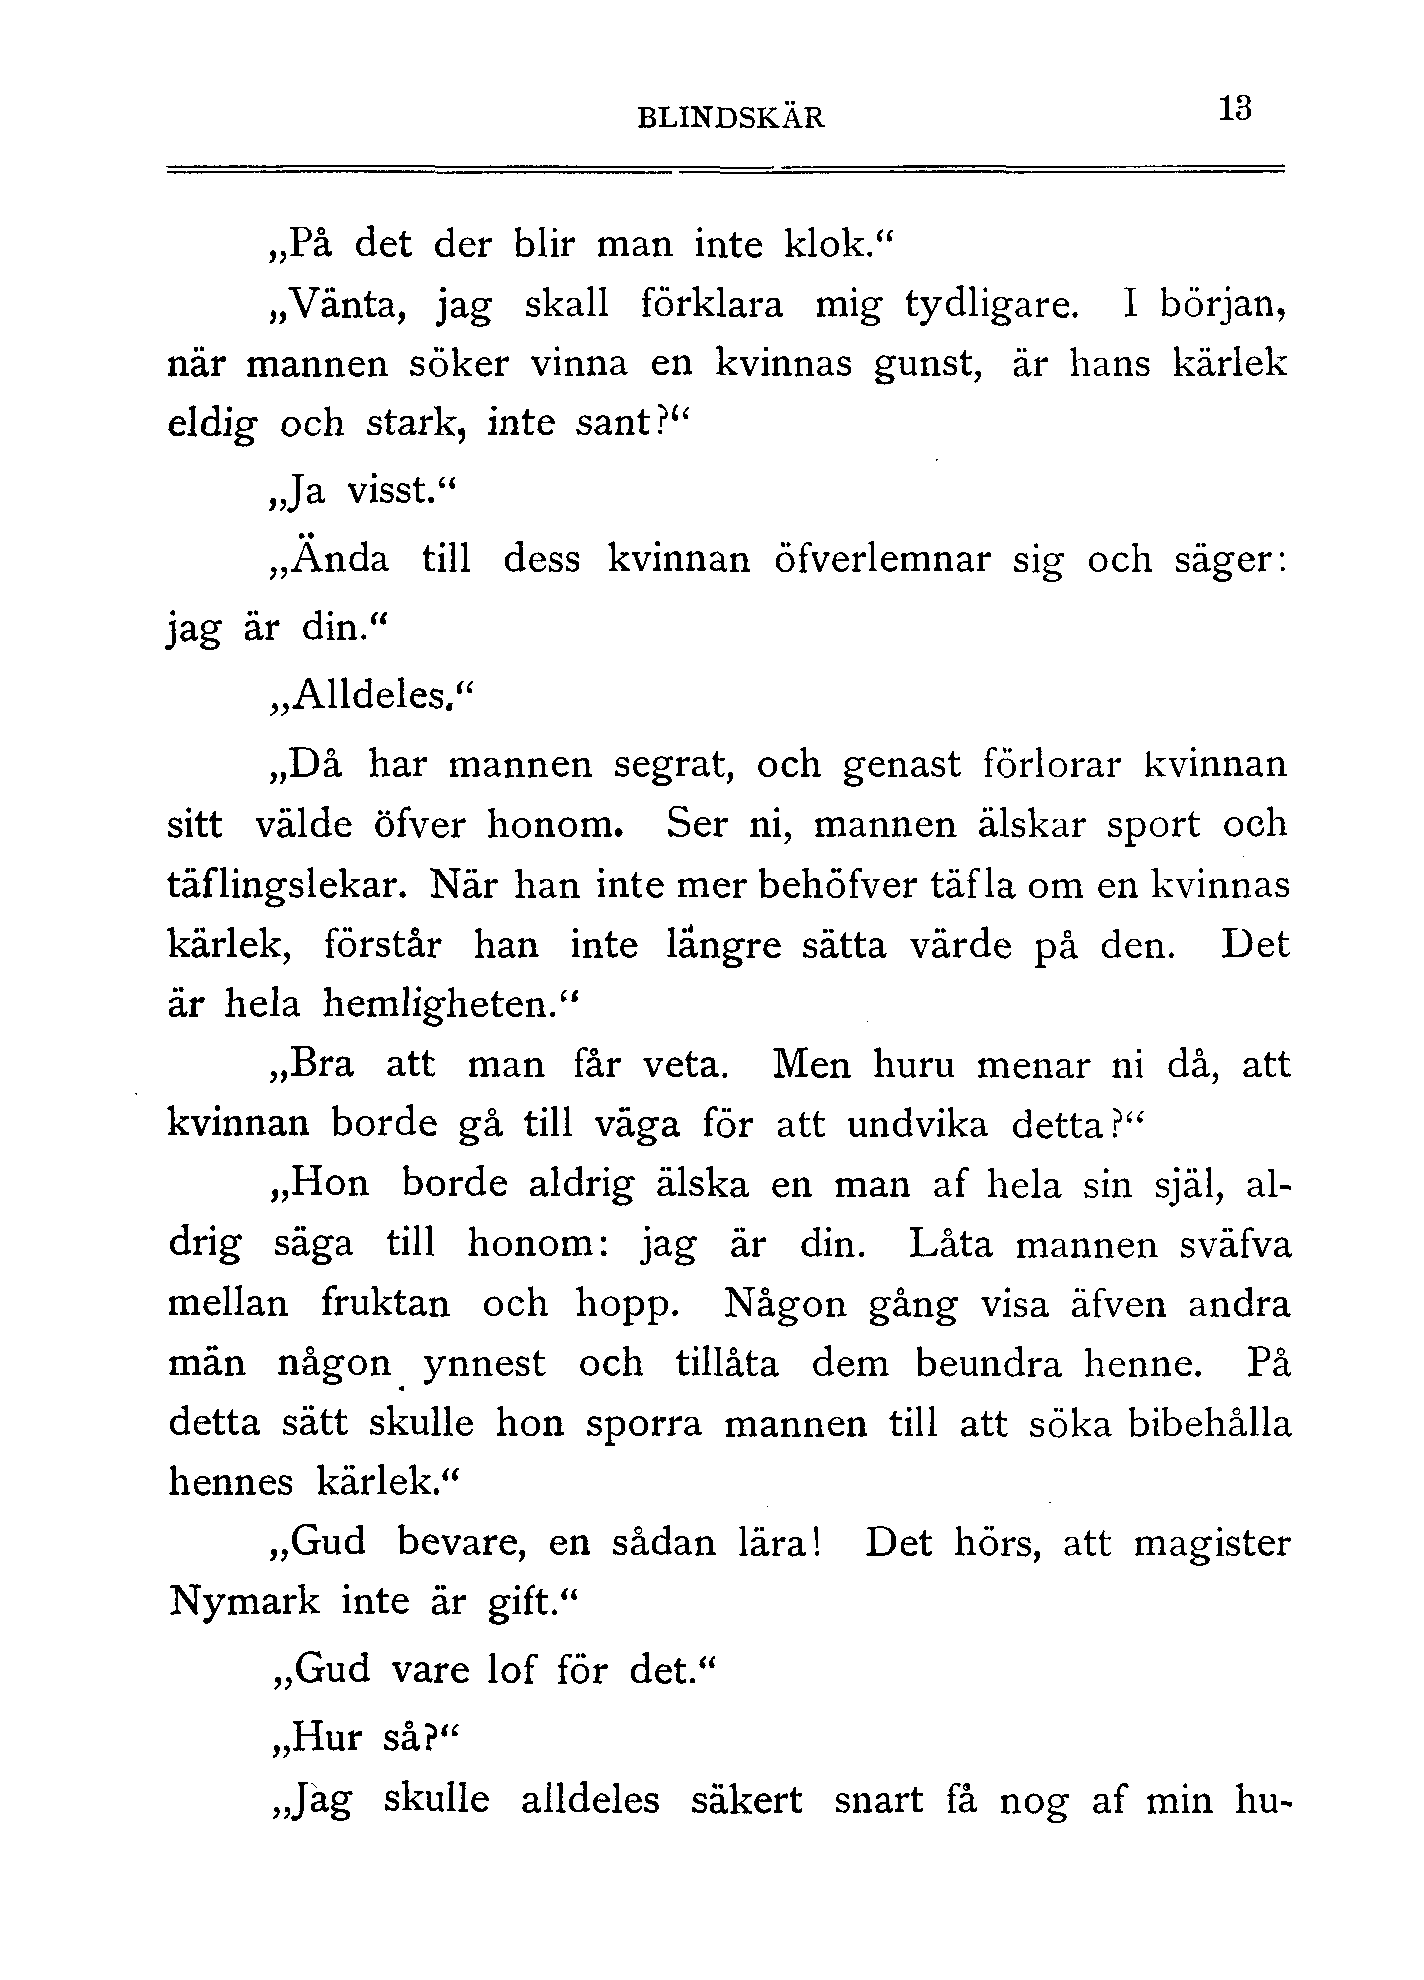 BLINDSKÄR 13
„På det der blir man inte klok.“
„Vänta, jag skall förklara mig tydligare. I början,
när mannen söker vinna en kvinnas gunst, är hans kärlek
eldig och stark, inte sant?“
„Ja visst.“
„Ända till dess kvinnan öfverlemnar sig och säger:
jag är din.“
„Alldeles.“
„Då har mannen segrat, och genast förlorar kvinnan
sitt välde öfver honom. Ser ni, mannen älskar sport och
täflingslekar. När han inte mer behöfver täfla om en kvinnas
kärlek, förstår han inte längre sätta värde på den. Det
är hela hemligheten.“
„Bra att man får veta. Men huru menar ni då, att
kvinnan borde gå till väga för att undvika detta?“
„Hon borde aldrig älska en man af hela sin själ, al-
drig säga till honom: jag är din. Låta mannen sväfva
mellan fruktan och hopp. Någon gång visa äfven andra
män någon ynnest och tillåta dem beundra henne. På
detta sätt skulle hon sporra mannen till att söka bibehålla
hennes kärlek.“
„Gud bevare, en sådan lära! Det hörs, att magister
Nymark inte är gift.“
„Gud vare lof för det.“
„Hur så?“
„Jag skulle alldeles säkert snart få nog af min hu-